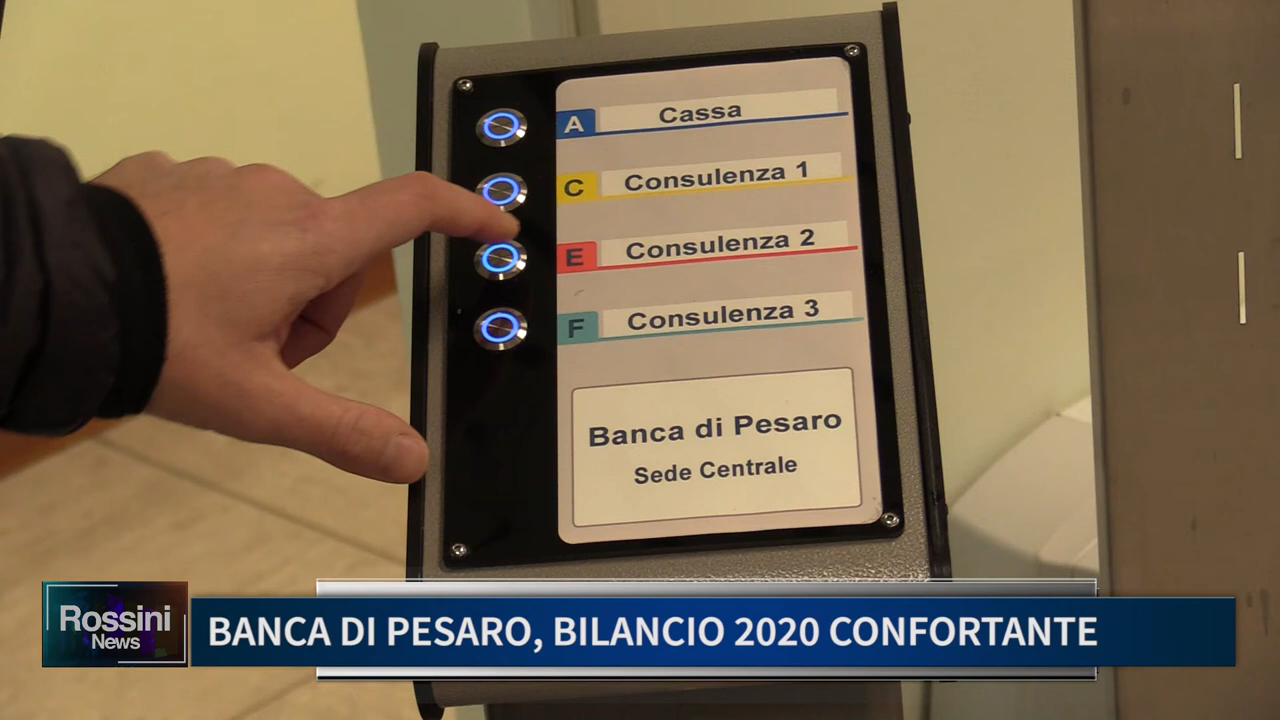 A Cassa
C Consulenza 1
E Consulenza 2
F Consulenza 3
Banca di Pesaro
Sede Centrale
Rossini
News
BANCA DI PESARO, BILANCIO 2020 CONFORTANTE